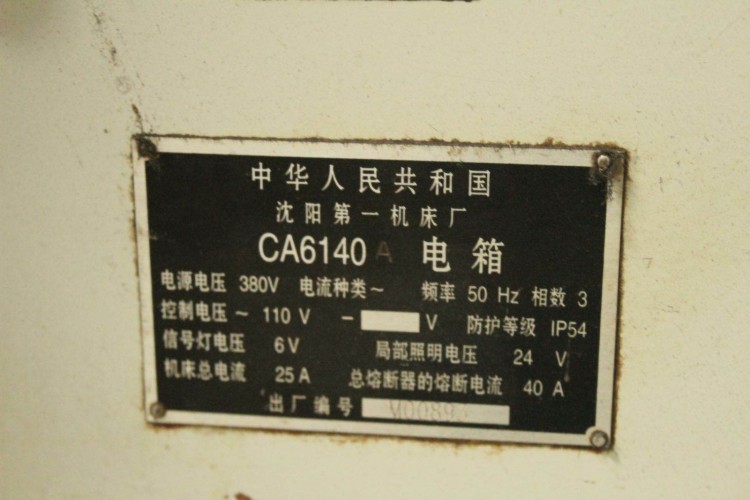 中华人民共和国
沈阳第一机床厂
CA6140 A 电箱
电源电压 380V 电流种类~ 频率 50 Hz 相数 3
控制电压~ 110 V - V 防护等级 IP54
信号灯电压 6V 局部照明电压 24 V
机床总电流 25A 总熔断器的熔断电流 40 A
出厂编号